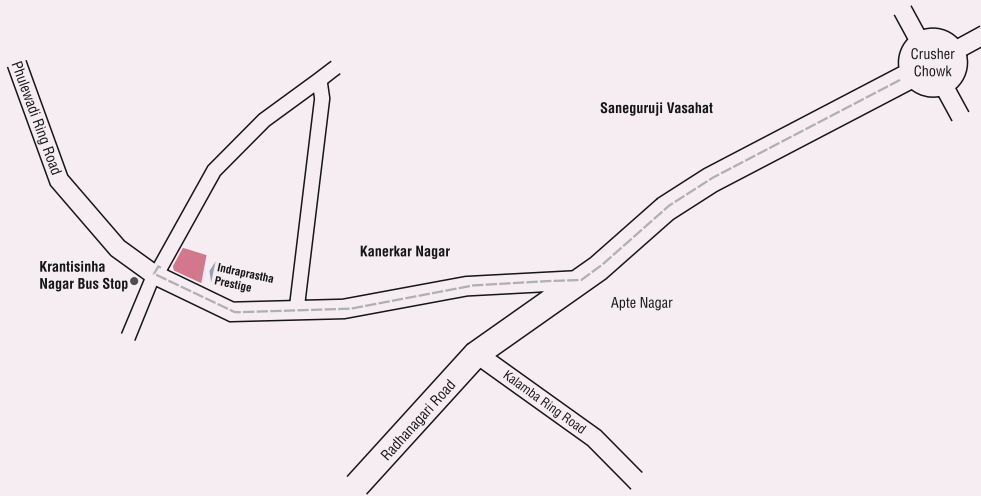 Crusher
Chowk
Phulewadi Ring Road
Saneguruji Vasahat
Kanerkar Nagar
Krantisinha
Nagar Bus Stop
Indraprastha
Prestige
Apte Nagar
Radhanagari Road
Kalamba Ring Road